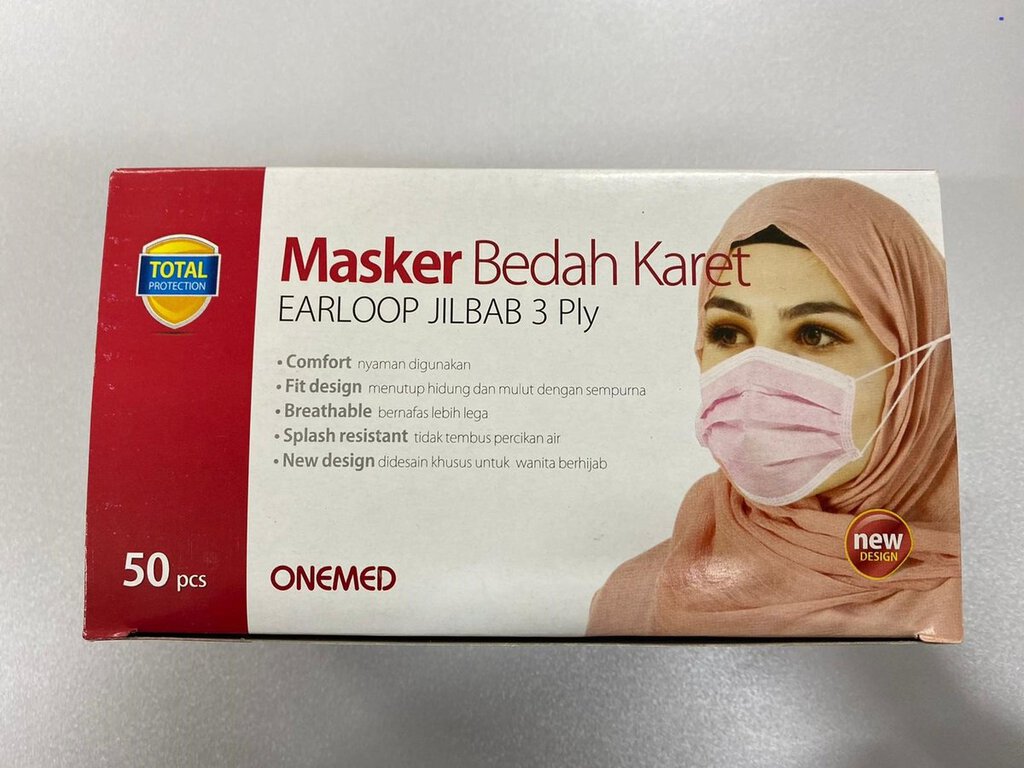 TOTAL
PROTECTION
Masker Bedah Karet
EARLOOP JILBAB 3 Ply
• Comfort nyaman digunakan
• Fit design menutup hidung dan mulut dengan sempurna
• Breathable bernafas lebih lega
• Splash resistant tidak tembus percikan air
• New design didesain khusus untuk wanita berhijab
50 pcs
ONEMED
new
DESIGN